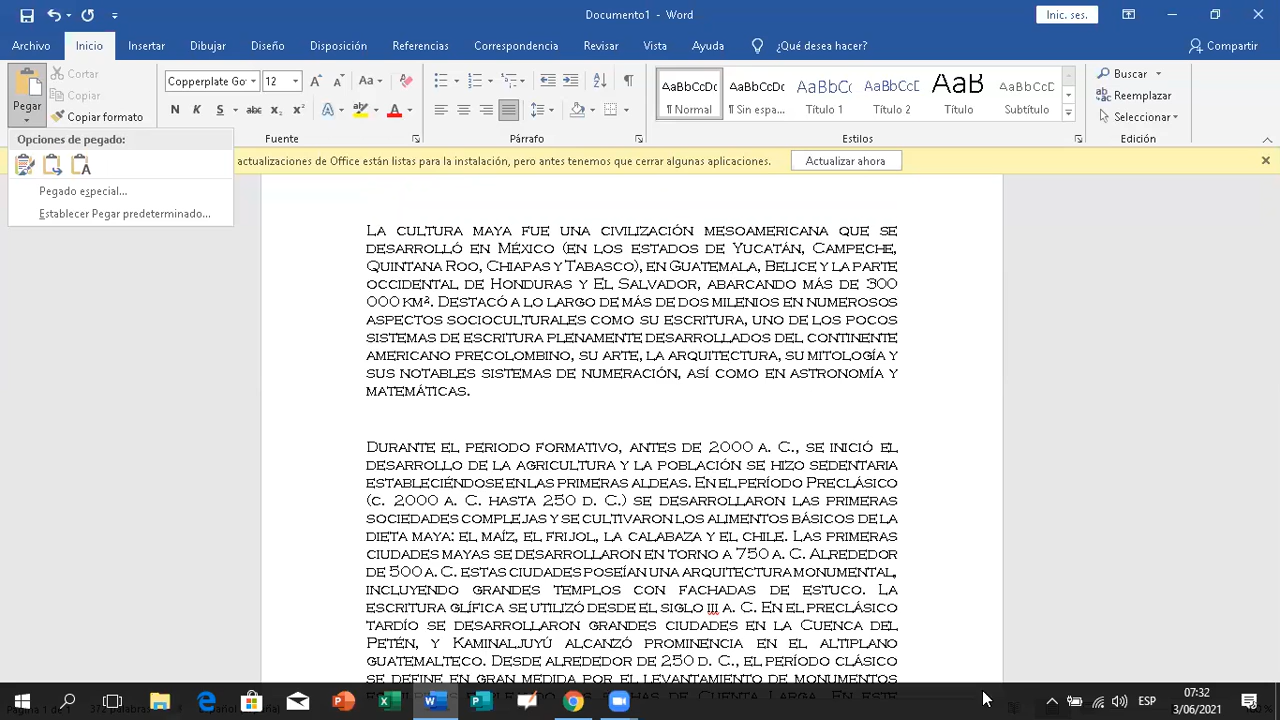 Documento1 - Word
Inic. ses.
Archivo Inicio Insertar Dibujar Diseño Disposición Referencias Correspondencia Revisar Vista Ayuda ¿Qué desea hacer? Compartir
Pegar
Cortar
Copiar
Copiar formato
Copperplate Go 12
Aa
N K S abc x₂ x²
Fuente
Párrafo
AaBbCcDc ¶ Normal
AaBbCcDc ¶ Sin espa...
AaBbC Título 1
AaBbCcC Título 2
AaB Título
AaBbCcD Subtítulo
Estilos
Buscar
Reemplazar
Seleccionar
Edición
Opciones de pegado:
Pegado especial...
Establecer Pegar predeterminado...
actualizaciones de Office están listas para la instalación, pero antes tenemos que cerrar algunas aplicaciones. Actualizar ahora
La cultura maya fue una civilización mesoamericana que se
desarrolló en México (en los estados de Yucatán, Campeche,
Quintana Roo, Chiapas y Tabasco), en Guatemala, Belice y la parte
occidental de Honduras y El Salvador, abarcando más de 300
000 km². Destacó a lo largo de más de dos milenios en numerosos
aspectos socioculturales como su escritura, uno de los pocos
sistemas de escritura plenamente desarrollados del continente
americano precolombino, su arte, la arquitectura, su mitología y
sus notables sistemas de numeración, así como en astronomía y
matemáticas.
Durante el periodo formativo, antes de 2000 a. C., se inició el
desarrollo de la agricultura y la población se hizo sedentaria
estableciéndose en las primeras aldeas. En el período Preclásico
(c. 2000 a. C. hasta 250 d. C.) se desarrollaron las primeras
sociedades complejas y se cultivaron los alimentos básicos de la
dieta maya: el maíz, el frijol, la calabaza y el chile. Las primeras
ciudades mayas se desarrollaron en torno a 750 a. C. Alrededor
de 500 a. C. estas ciudades poseían una arquitectura monumental,
incluyendo grandes templos con fachadas de estuco. La
escritura glífica se utilizó desde el siglo III a. C. En el Preclásico
Tardío se desarrollaron grandes ciudades en la Cuenca del
Petén, y Kaminaljuyú alcanzó prominencia en el altiplano
guatemalteco. Desde alrededor de 250 d. C., el período Clásico
se define en gran medida por el levantamiento de monumentos
ESP
07:32
3/06/2021